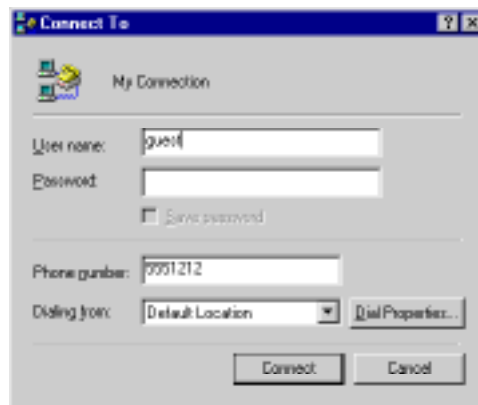 Connect To
My Connection
User name: guest
Password:
Save password
Phone number: 5551212
Dialing from: Default Location Dial Properties...
Connect Cancel